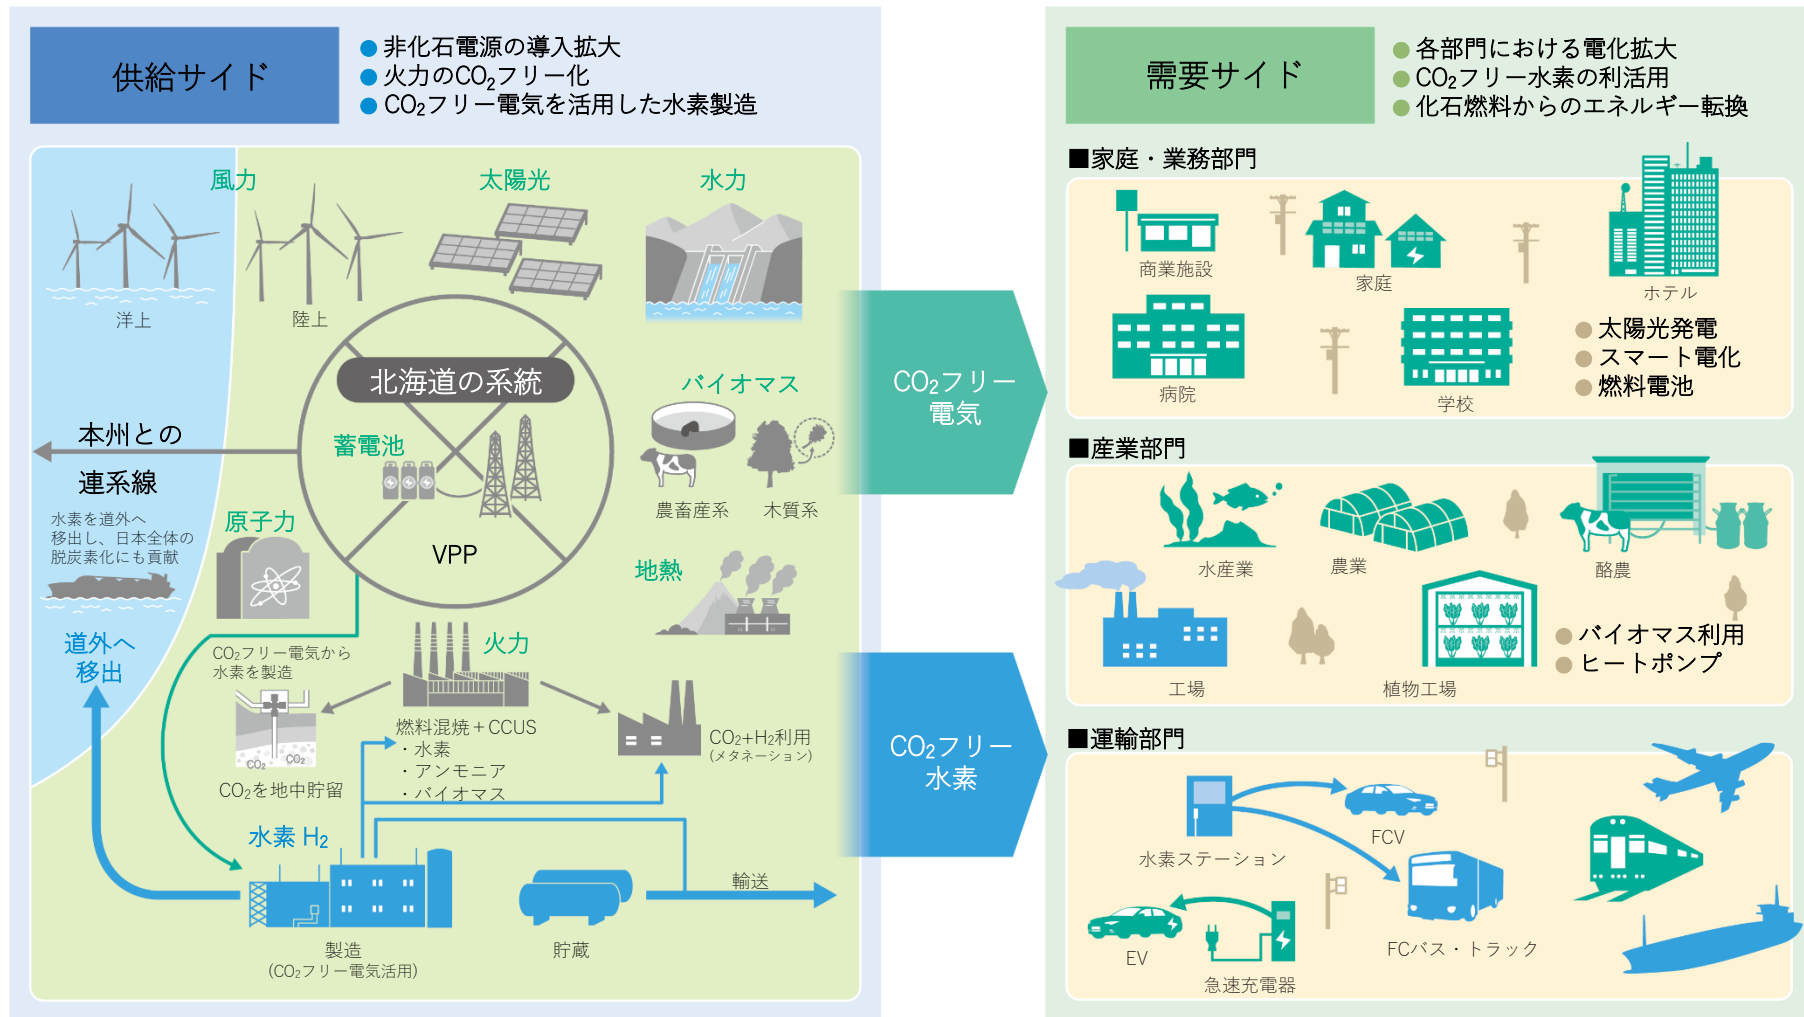 供給サイド
● 非化石電源の導入拡大
● 火力のCO₂フリー化
● CO₂フリー電気を活用した水素製造
風力
太陽光
水力
洋上
陸上
北海道の系統
蓄電池
VPP
バイオマス
農畜産系
木質系
本州との
連系線
水素を道外へ
移出し、日本全体の
脱炭素化にも貢献
原子力
地熱
道外へ
移出
CO₂フリー電気から
水素を製造
火力
CO₂
CO₂
CO₂を地中貯留
燃料混焼＋CCUS
・水素
・アンモニア
・バイオマス
CO₂+H₂利用
(メタネーション)
水素 H₂
製造
(CO₂フリー電気活用)
貯蔵
輸送
CO₂フリー
電気
CO₂フリー
水素
需要サイド
● 各部門における電化拡大
● CO₂フリー水素の利活用
● 化石燃料からのエネルギー転換
■家庭・業務部門
商業施設
家庭
ホテル
病院
学校
● 太陽光発電
● スマート電化
● 燃料電池
■産業部門
水産業
農業
酪農
工場
植物工場
● バイオマス利用
● ヒートポンプ
■運輸部門
水素ステーション
FCV
FCバス・トラック
EV
急速充電器